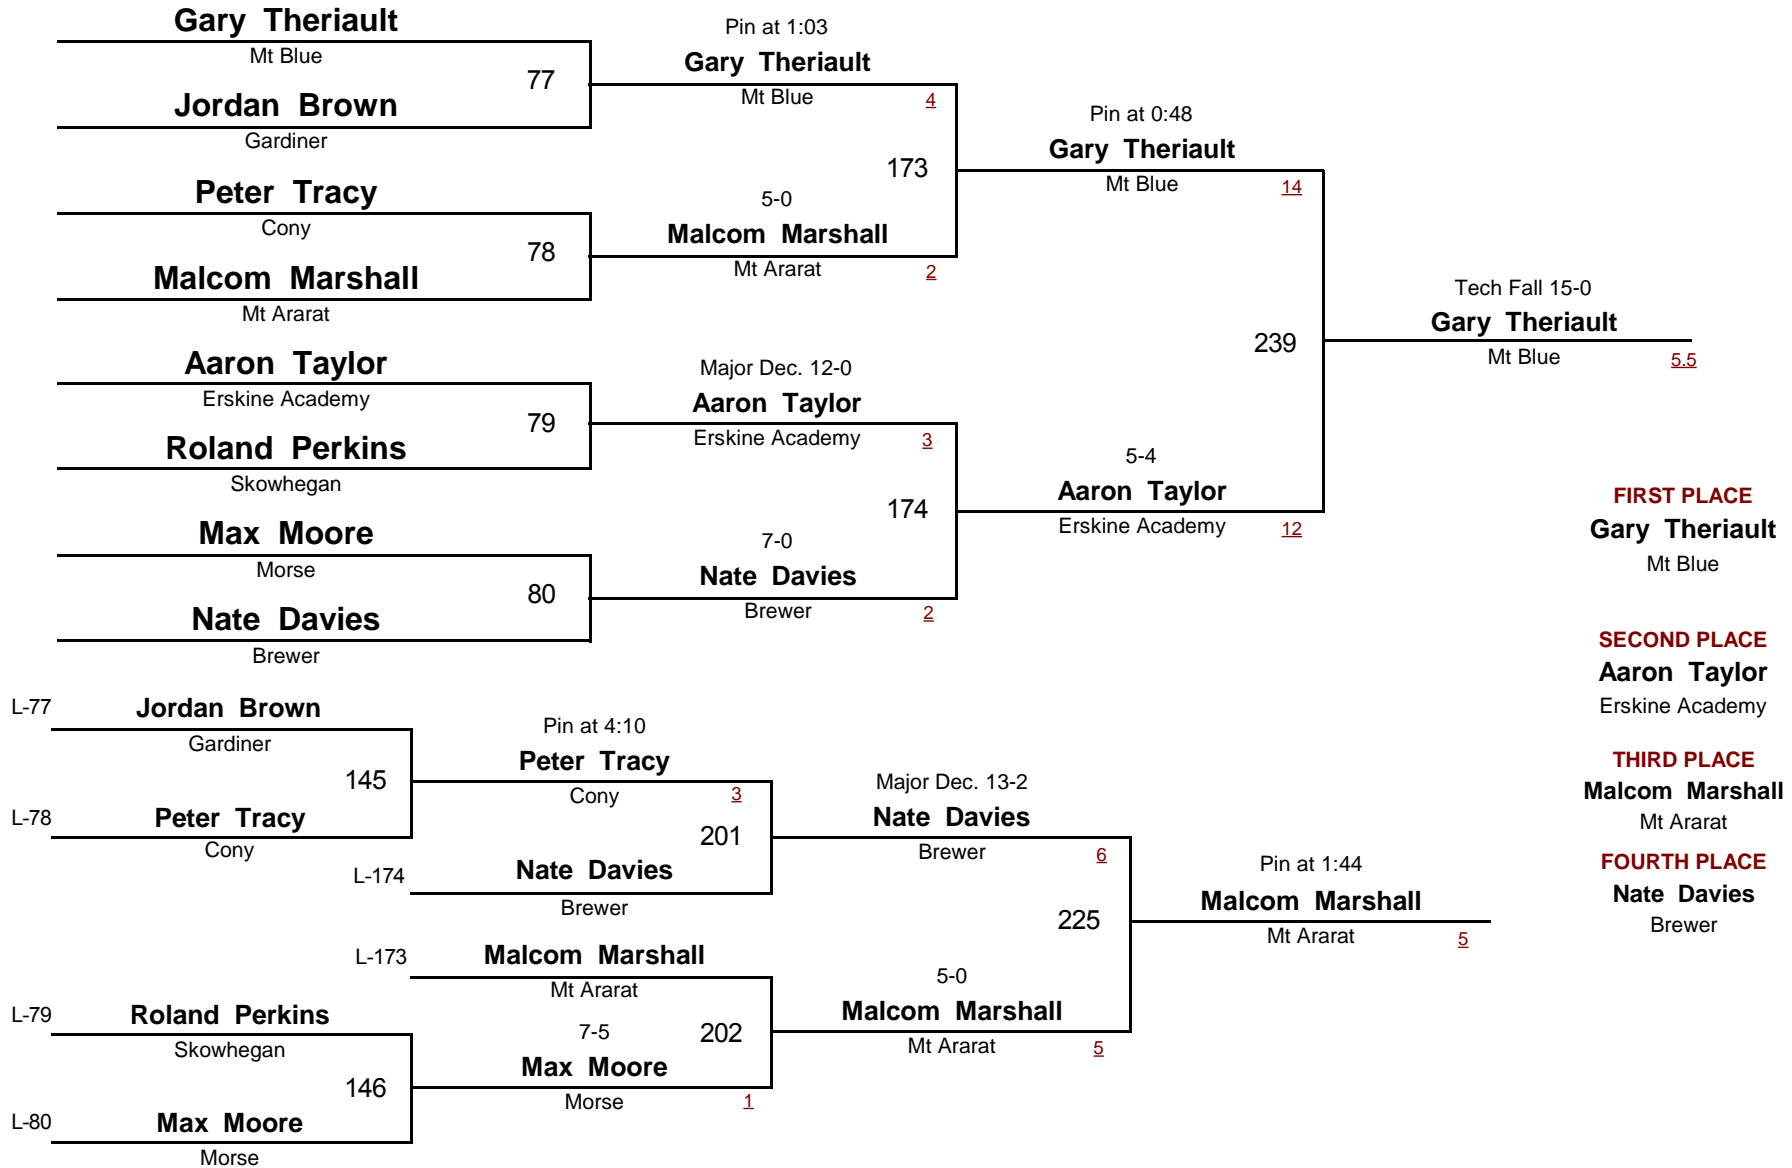 Gary Theriault
Mt Blue
77
Jordan Brown
Gardiner
Peter Tracy
Cony
78
Malcom Marshall
Mt Ararat
Aaron Taylor
Erskine Academy
79
Roland Perkins
Skowhegan
Max Moore
Morse
80
Nate Davies
Brewer
Pin at 1:03
Gary Theriault
Mt Blue 4
173
5-0
Malcom Marshall
Mt Ararat 2
Major Dec. 12-0
Aaron Taylor
Erskine Academy 3
174
7-0
Nate Davies
Brewer 2
Pin at 0:48
Gary Theriault
Mt Blue 14
239
5-4
Aaron Taylor
Erskine Academy 12
Tech Fall 15-0
Gary Theriault
Mt Blue 5.5
FIRST PLACE
Gary Theriault
Mt Blue
SECOND PLACE
Aaron Taylor
Erskine Academy
THIRD PLACE
Malcom Marshall
Mt Ararat
FOURTH PLACE
Nate Davies
Brewer
L-77 Jordan Brown
Gardiner
145
L-78 Peter Tracy
Cony
Pin at 4:10
Peter Tracy
Cony 3
201
L-174 Nate Davies
Brewer
L-173 Malcom Marshall
Mt Ararat
202
7-5
Max Moore
Morse 1
L-79 Roland Perkins
Skowhegan
146
L-80 Max Moore
Morse
Major Dec. 13-2
Nate Davies
Brewer 6
225
5-0
Malcom Marshall
Mt Ararat 5
Pin at 1:44
Malcom Marshall
Mt Ararat 5